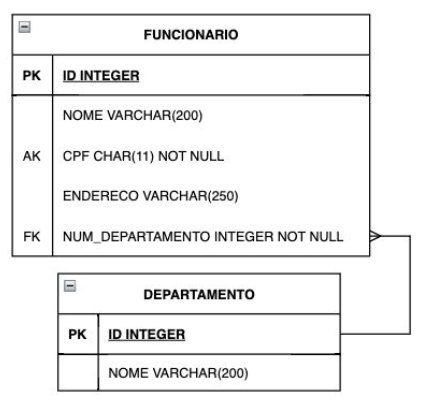 FUNCIONARIO
PK ID INTEGER
NOME VARCHAR(200)
AK CPF CHAR(11) NOT NULL
ENDERECO VARCHAR(250)
FK NUM_DEPARTAMENTO INTEGER NOT NULL
DEPARTAMENTO
PK ID INTEGER
NOME VARCHAR(200)